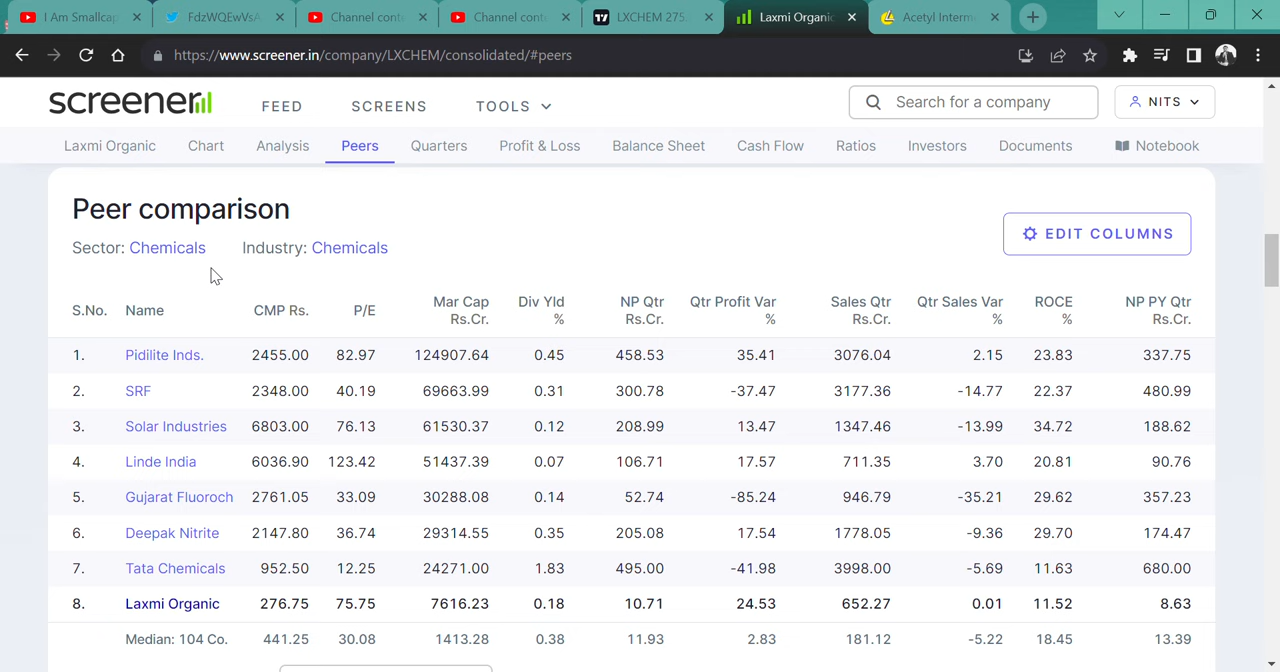 I Am Smallcap
FdzWQEwVsA
Channel cont
Channel cont
LXCHEM 275.
Laxmi Organic
Acetyl Interm
https://www.screener.in/company/LXCHEM/consolidated/#peers
screener
FEED
SCREENS
TOOLS
Search for a company
NITS
Laxmi Organic
Chart
Analysis
Peers
Quarters
Profit & Loss
Balance Sheet
Cash Flow
Ratios
Investors
Documents
Notebook
Peer comparison
Sector: Chemicals Industry: Chemicals
EDIT COLUMNS
S.No. Name CMP Rs. P/E Mar Cap Rs.Cr. Div Yld % NP Qtr Rs.Cr. Qtr Profit Var % Sales Qtr Rs.Cr. Qtr Sales Var % ROCE % NP PY Qtr Rs.Cr.
1. Pidilite Inds. 2455.00 82.97 124907.64 0.45 458.53 35.41 3076.04 2.15 23.83 337.75
2. SRF 2348.00 40.19 69663.99 0.31 300.78 -37.47 3177.36 -14.77 22.37 480.99
3. Solar Industries 6803.00 76.13 61530.37 0.12 208.99 13.47 1347.46 -13.99 34.72 188.62
4. Linde India 6036.90 123.42 51437.39 0.07 106.71 17.57 711.35 3.70 20.81 90.76
5. Gujarat Fluoroch 2761.05 33.09 30288.08 0.14 52.74 -85.24 946.79 -35.21 29.62 357.23
6. Deepak Nitrite 2147.80 36.74 29314.55 0.35 205.08 17.54 1778.05 -9.36 29.70 174.47
7. Tata Chemicals 952.50 12.25 24271.00 1.83 495.00 -41.98 3998.00 -5.69 11.63 680.00
8. Laxmi Organic 276.75 75.75 7616.23 0.18 10.71 24.53 652.27 0.01 11.52 8.63
Median: 104 Co. 441.25 30.08 1413.28 0.38 11.93 2.83 181.12 -5.22 18.45 13.39